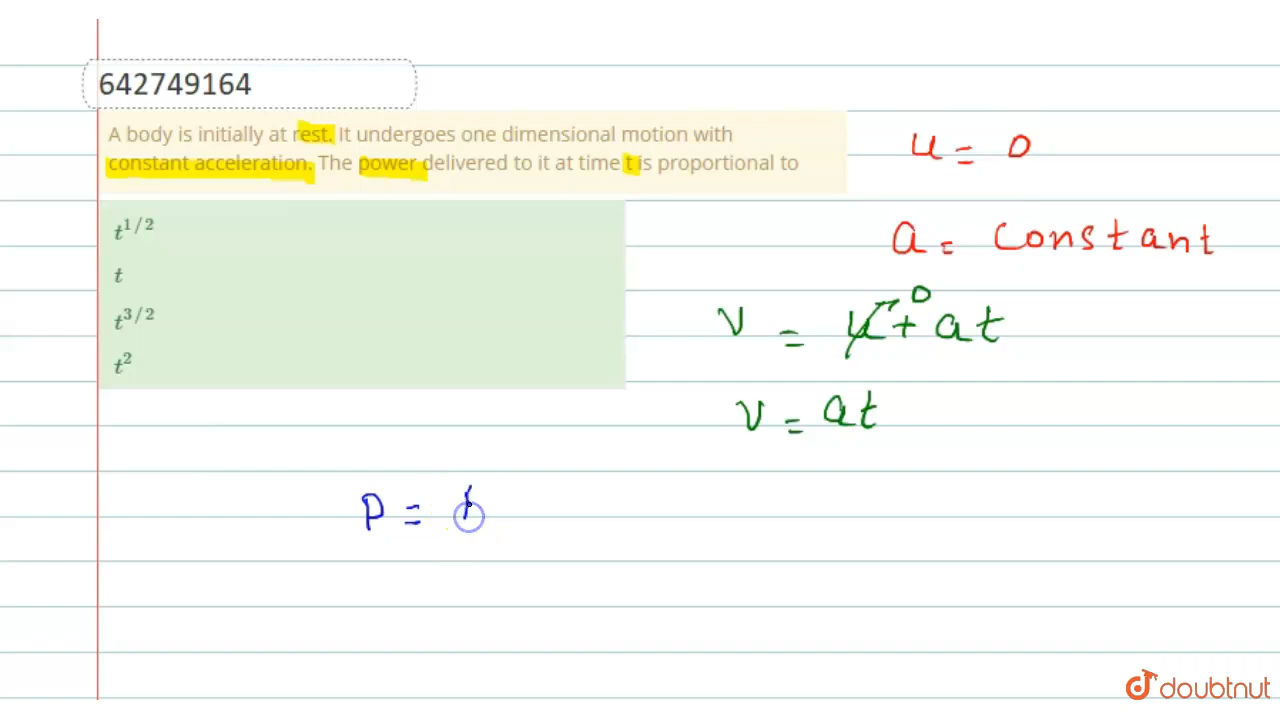 642749164
A body is initially at rest. It undergoes one dimensional motion with
constant acceleration. The power delivered to it at time t is proportional to
t^{1/2}
t
t^{3/2}
t^2
u = 0
a = constant
v = u + at
0
v = at
P =
doubtnut